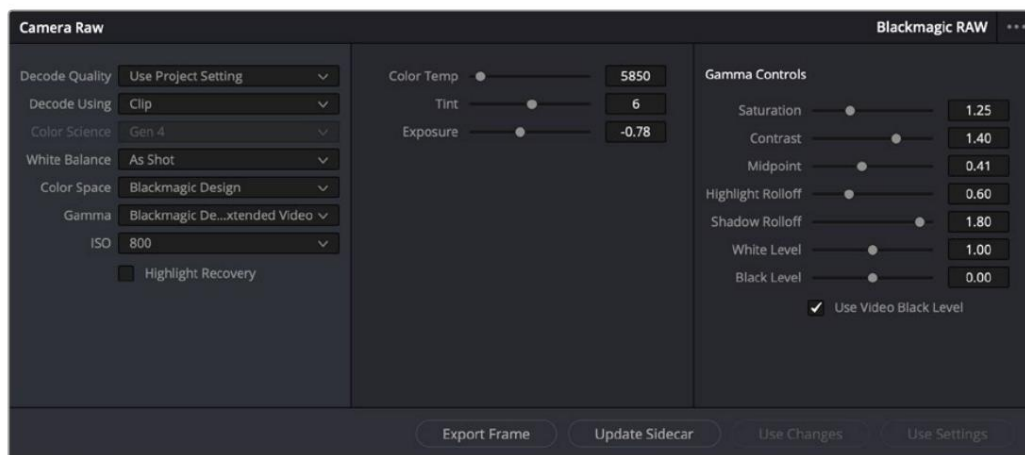 Camera Raw
Blackmagic RAW
Decode Quality Use Project Setting
Decode Using Clip
Color Science Gen 4
White Balance As Shot
Color Space Blackmagic Design
Gamma Blackmagic De...xtended Video
ISO 800
Highlight Recovery
Color Temp 5850
Tint 6
Exposure -0.78
Gamma Controls
Saturation 1.25
Contrast 1.40
Midpoint 0.41
Highlight Rolloff 0.60
Shadow Rolloff 1.80
White Level 1.00
Black Level 0.00
Use Video Black Level
Export Frame
Update Sidecar
Use Changes
Use Settings